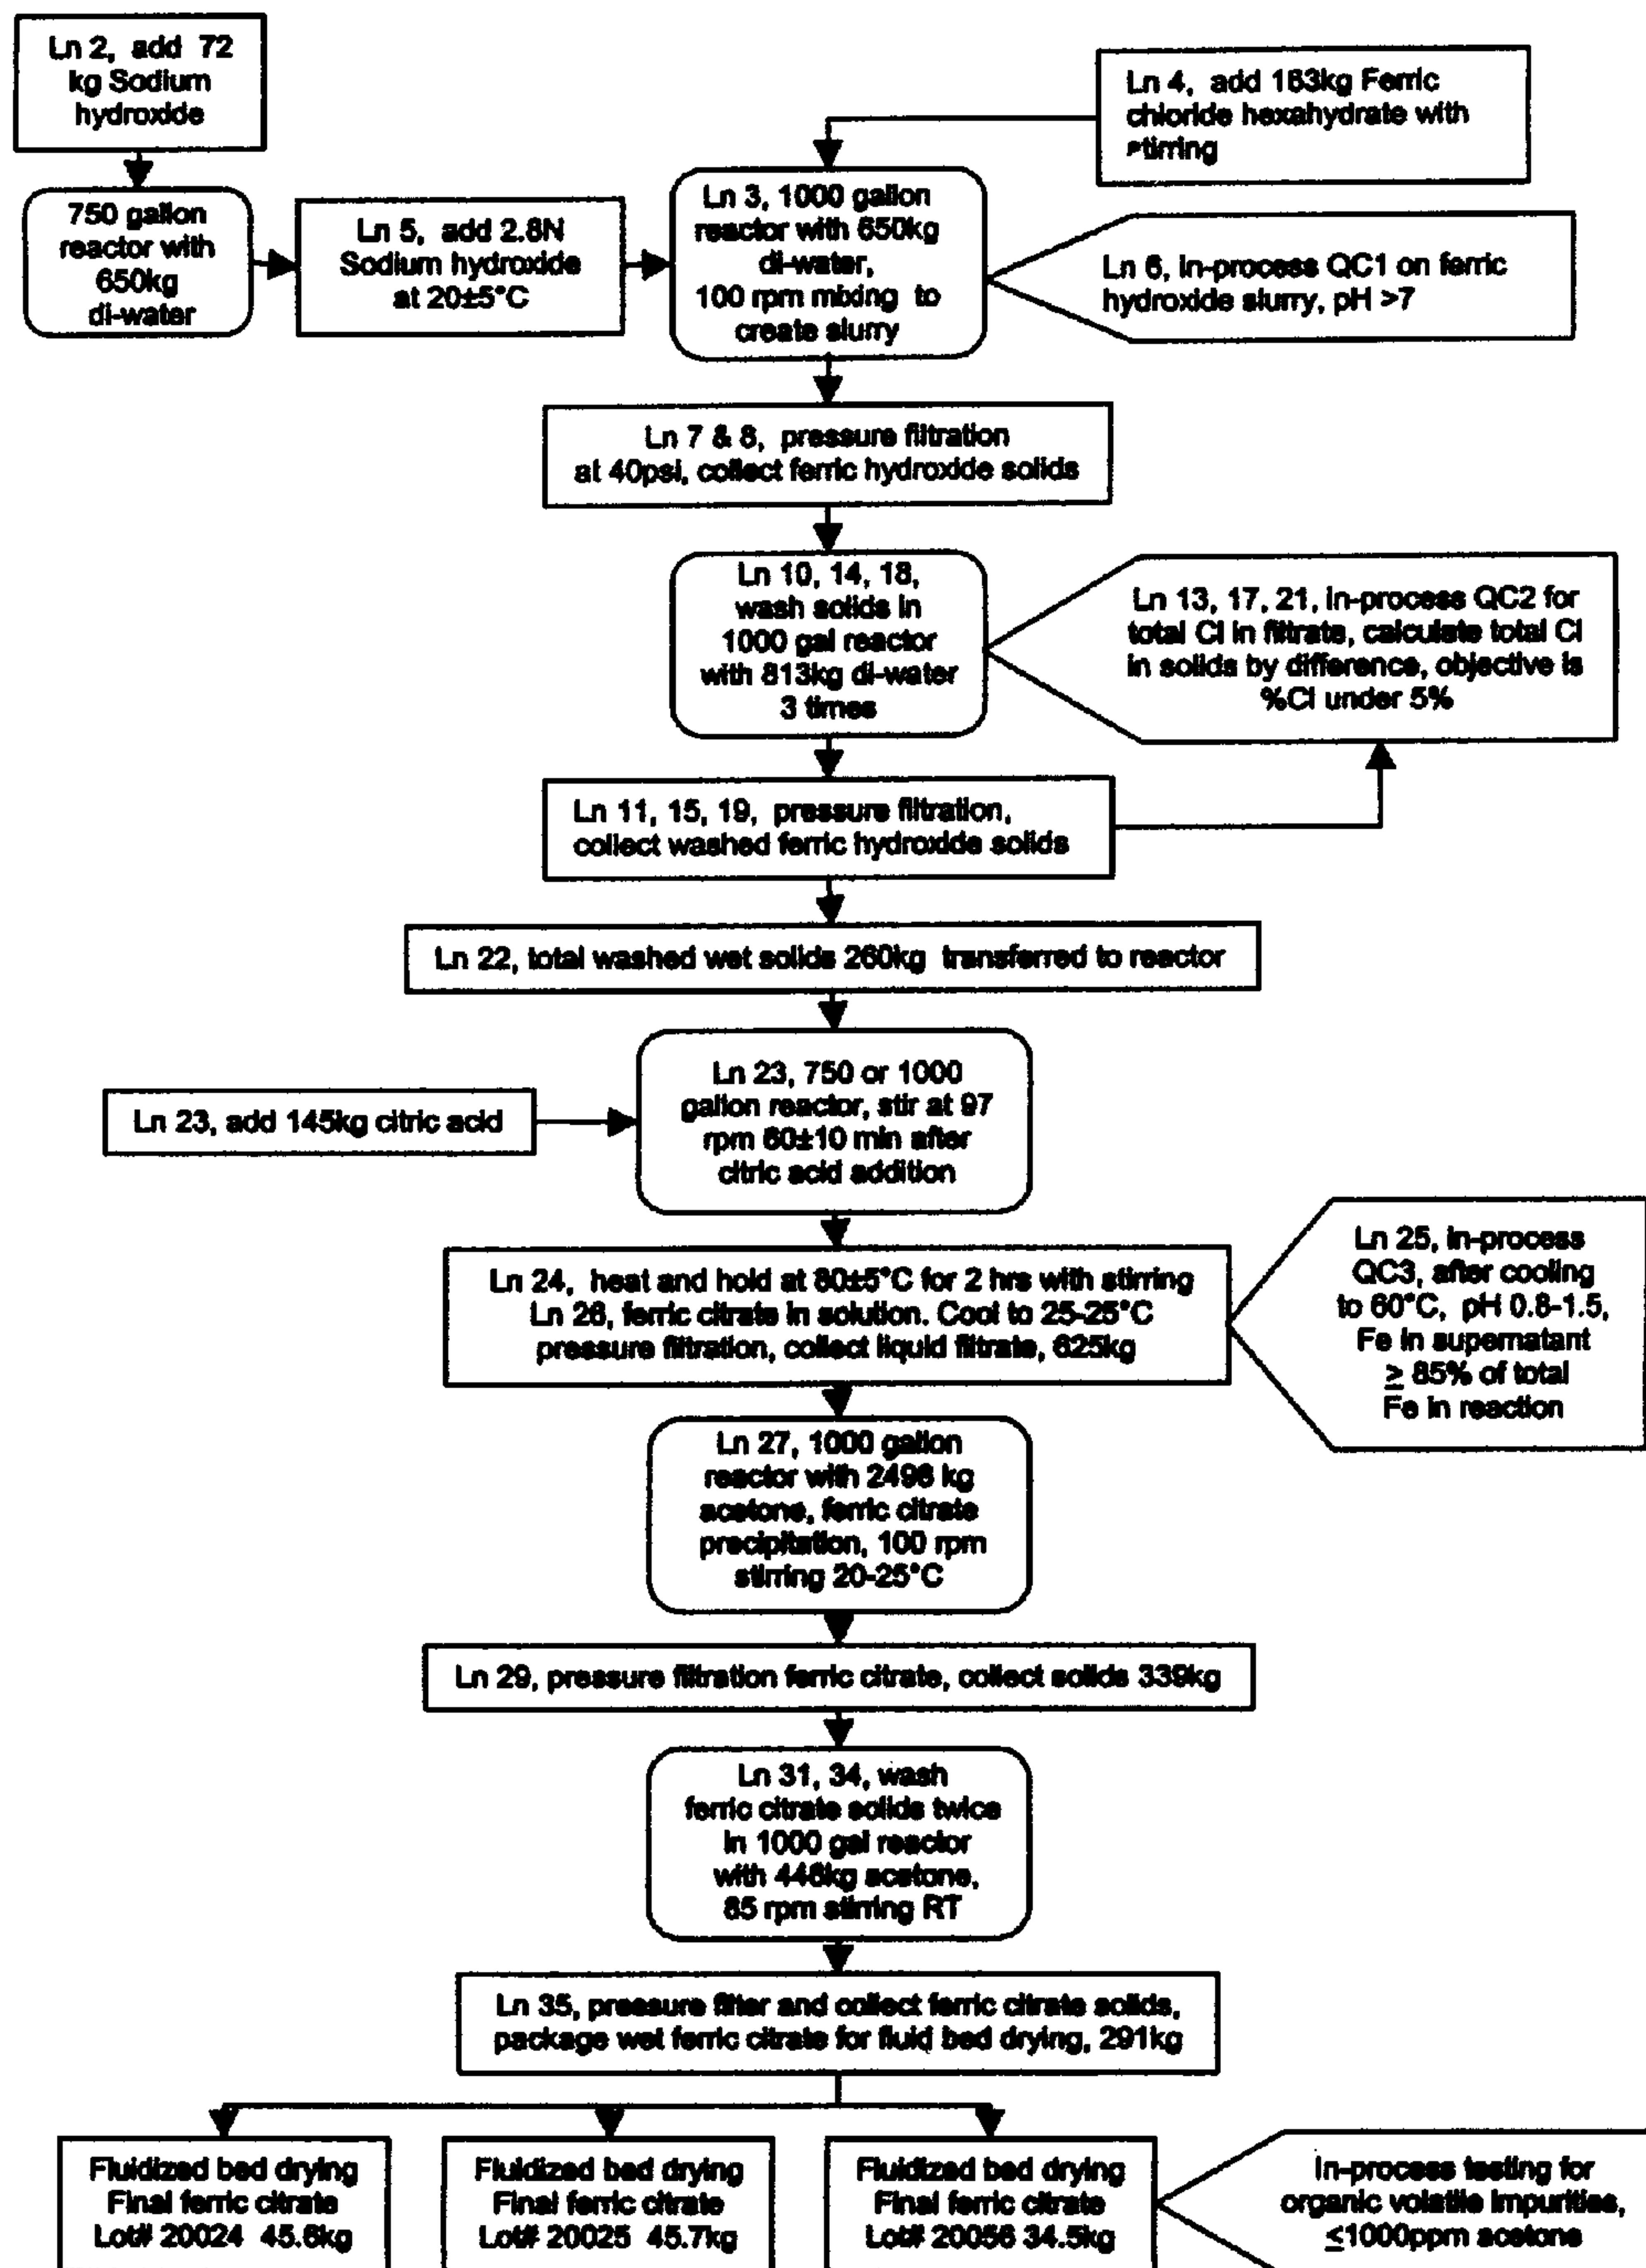 Ln 2, add 72
kg Sodium
hydroxide
Ln 4, add 163kg Ferric
chloride hexahydrate with
stirring
750 gallon
reactor with
650kg
di-water
Ln 5, add 2.8N
Sodium hydroxide
at 20±5°C
Ln 3, 1000 gallon
reactor with 650kg
di-water,
100 rpm mixing to
create slurry
Ln 6, in-process QC1 on ferric
hydroxide slurry, pH >7
Ln 7 & 8, pressure filtration
at 40psi, collect ferric hydroxide solids
Ln 10, 14, 18,
wash solids in
1000 gal reactor
with 813kg di-water
3 times
Ln 13, 17, 21, in-process QC2 for
total Cl in filtrate, calculate total Cl
in solids by difference, objective is
%Cl under 5%
Ln 11, 15, 19, pressure filtration,
collect washed ferric hydroxide solids
Ln 22, total washed wet solids 260kg transferred to reactor
Ln 23, add 145kg citric acid
Ln 23, 750 or 1000
gallon reactor, stir at 97
rpm 60±10 min after
citric acid addition
Ln 24, heat and hold at 80±5°C for 2 hrs with stirring
Ln 26, ferric citrate in solution. Cool to 25-25°C
pressure filtration, collect liquid filtrate, 625kg
Ln 25, in-process
QC3, after cooling
to 60°C, pH 0.8-1.5,
Fe in supernatant
≥ 85% of total
Fe in reaction
Ln 27, 1000 gallon
reactor with 2496 kg
acetone, ferric citrate
precipitation, 100 rpm
stirring 20-25°C
Ln 29, pressure filtration ferric citrate, collect solids 339kg
Ln 31, 34, wash
ferric citrate solids twice
in 1000 gal reactor
with 446kg acetone,
85 rpm stirring RT
Ln 35, pressure filter and collect ferric citrate solids,
package wet ferric citrate for fluid bed drying, 291kg
Fluidized bed drying
Final ferric citrate
Lot# 20024 45.6kg
Fluidized bed drying
Final ferric citrate
Lot# 20025 45.7kg
Fluidized bed drying
Final ferric citrate
Lot# 20056 34.5kg
In-process testing for
organic volatile impurities,
≤1000ppm acetone